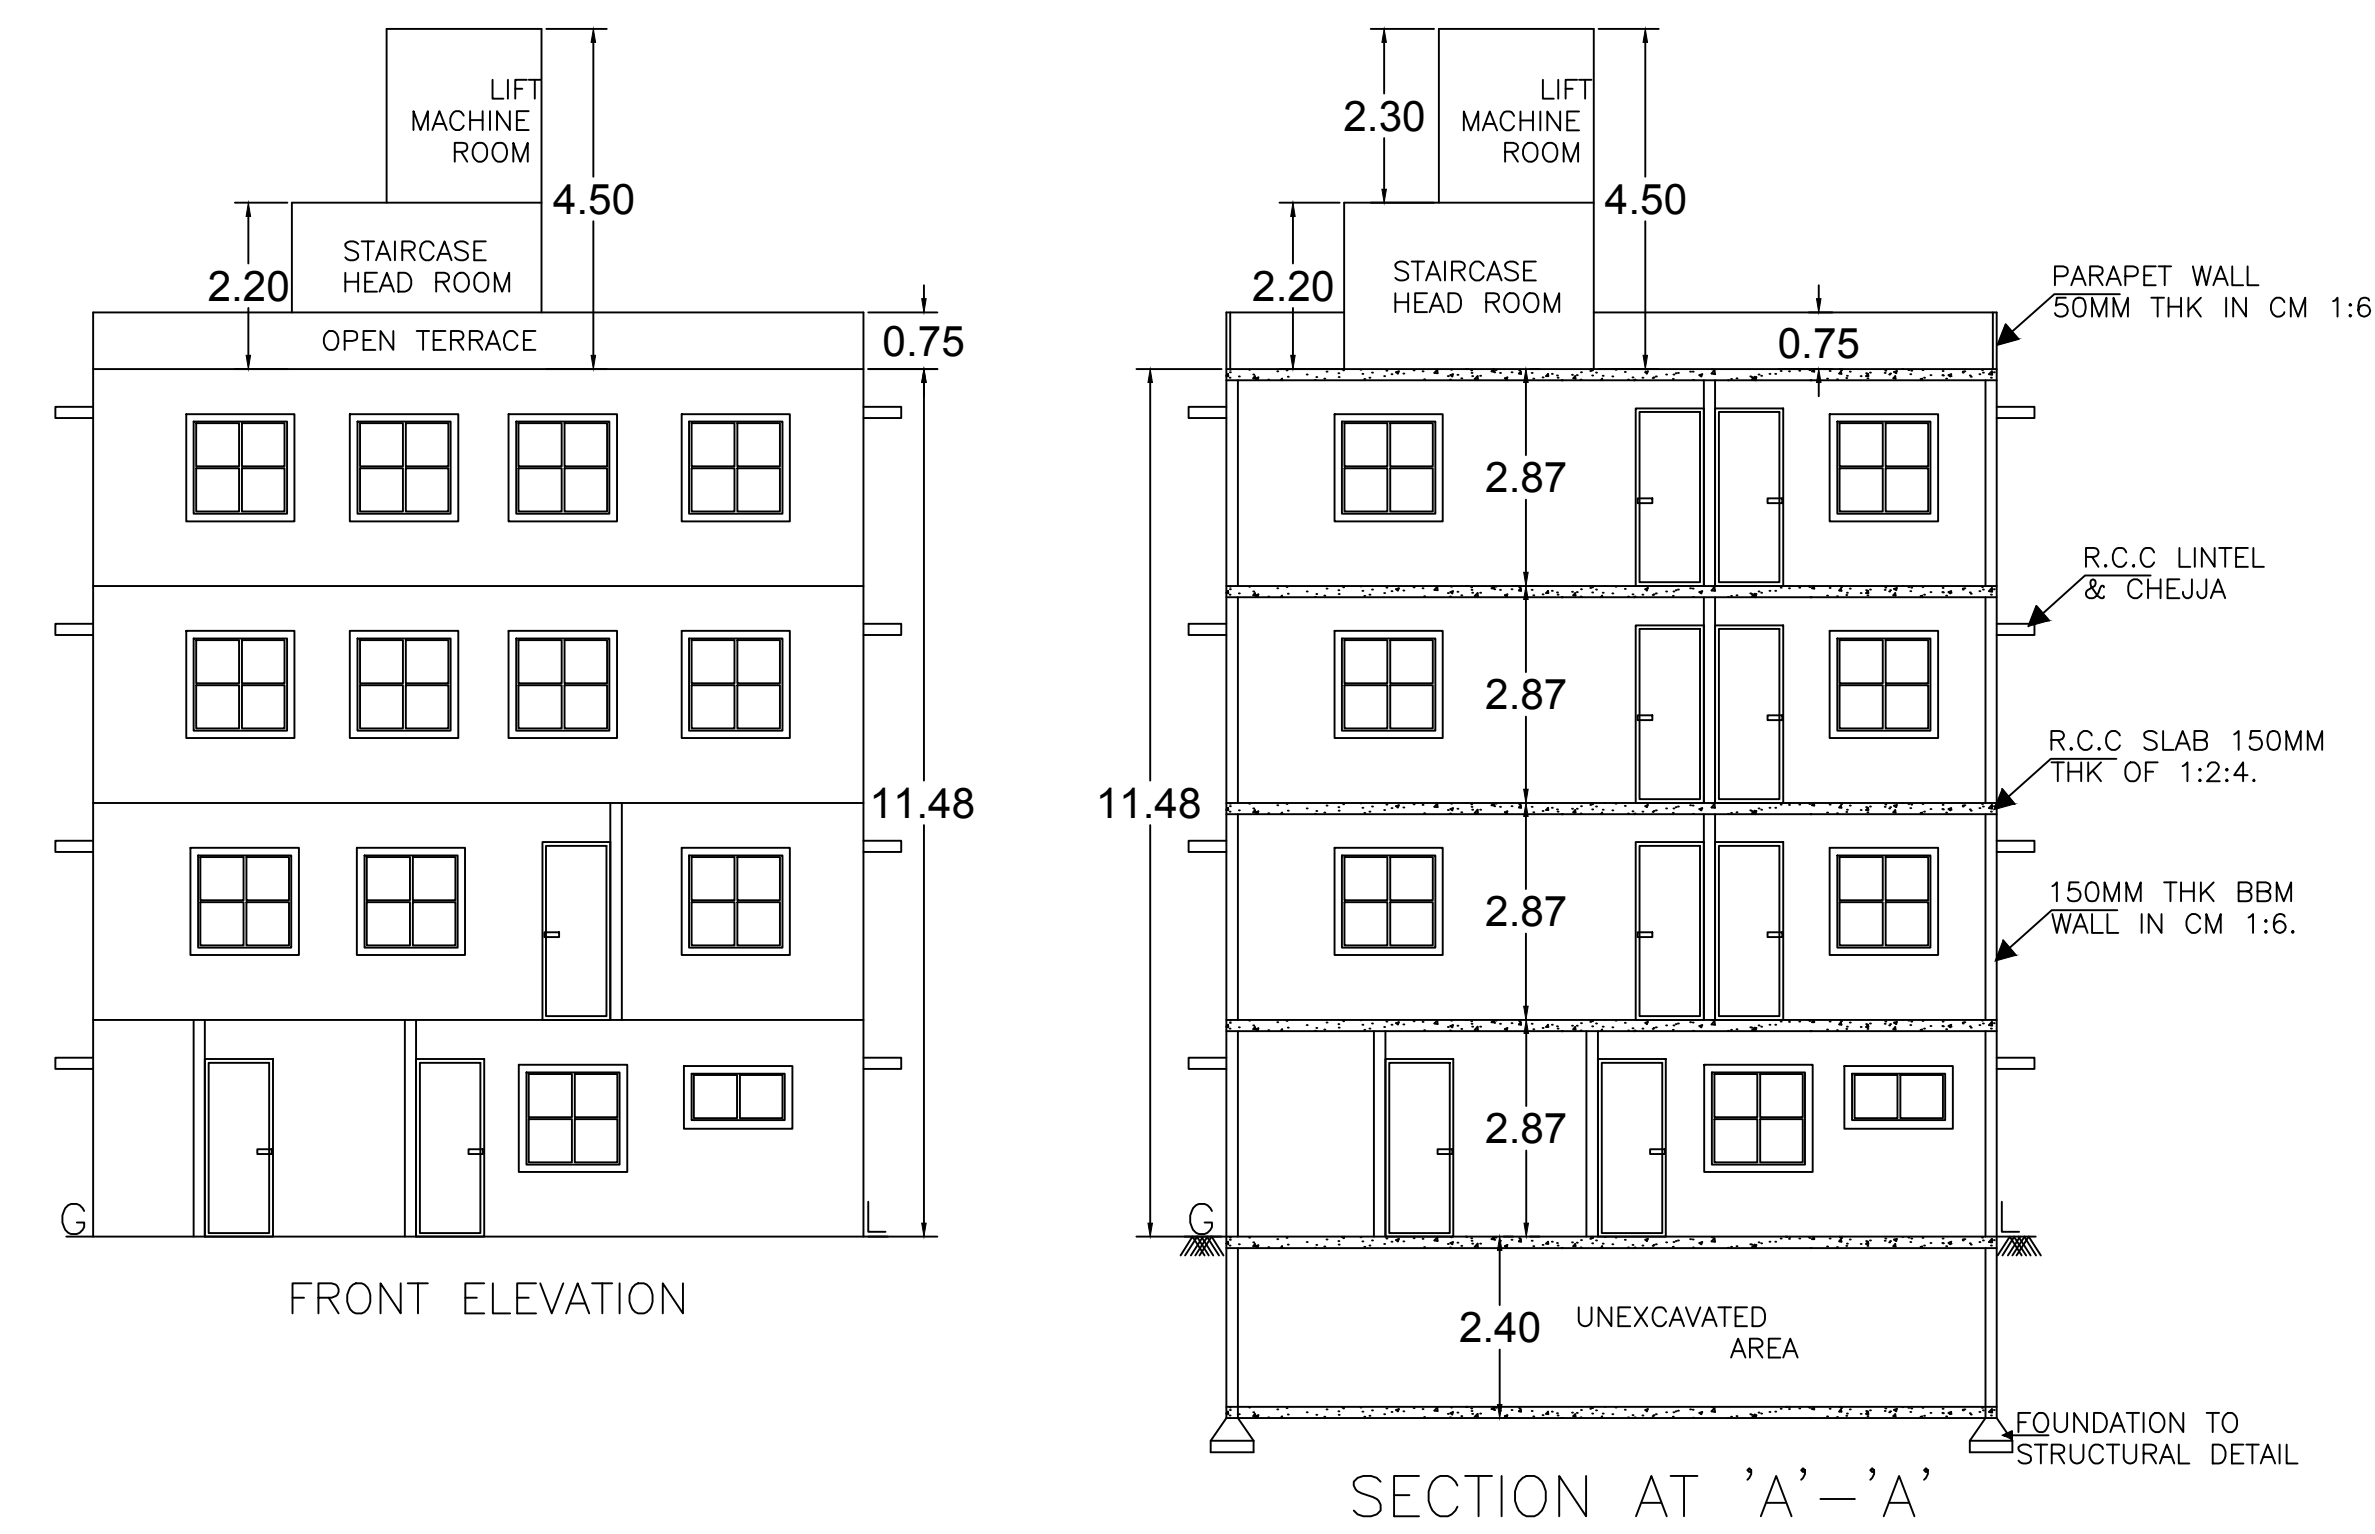 LIFT
MACHINE
ROOM
4.50
STAIRCASE
HEAD ROOM
2.20
OPEN TERRACE
0.75
11.48
G
L
FRONT ELEVATION
LIFT
MACHINE
ROOM
2.30
4.50
STAIRCASE
HEAD ROOM
2.20
0.75
PARAPET WALL
50MM THK IN CM 1:6
2.87
R.C.C LINTEL
& CHEJJA
2.87
R.C.C SLAB 150MM
THK OF 1:2:4.
11.48
2.87
150MM THK BBM
WALL IN CM 1:6.
2.87
G
L
2.40
UNEXCAVATED
AREA
FOUNDATION TO
STRUCTURAL DETAIL
SECTION AT 'A'-'A'